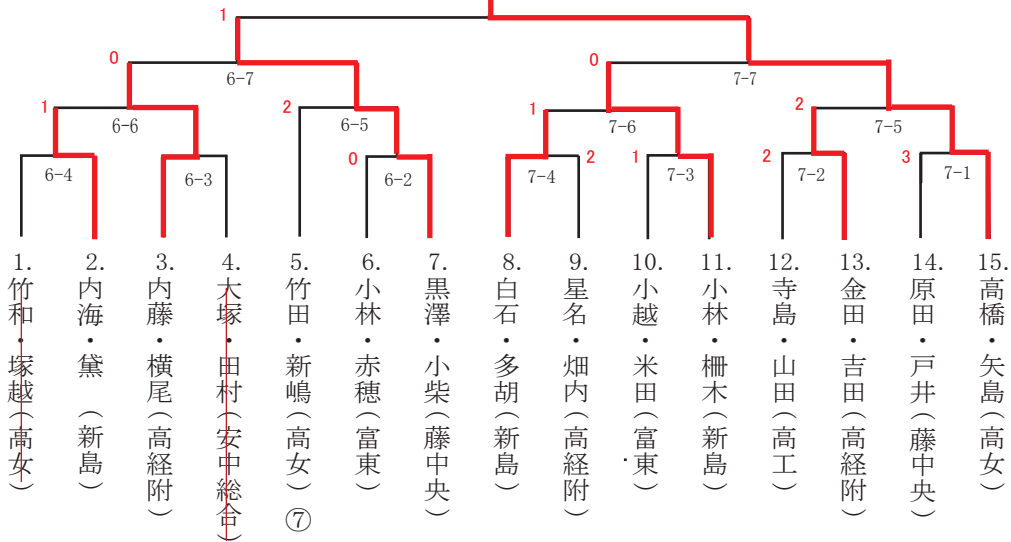 1
0
0
6-7
7-7
1
2
1
2
6-6
6-5
7-6
7-5
0
2
1
2
3
6-4
6-3
6-2
7-4
7-3
7-2
7-1
1.竹和・塚越(高女)
2.内海・黛 (新島)
3.内藤・横尾(高経附)
4.大塚・田村(安中総合)
5.竹田・新嶋(高女)⑦
6.小林・赤穂(富東)
7.黒澤・小柴(藤中央)
8.白石・多胡(新島)
9.星名・畑内(高経附)
10.小越・米田(富東)
11.小林・柵木(新島)
12.寺島・山田(高工)
13.金田・吉田(高経附)
14.原田・戸井(藤中央)
15.高橋・矢島(高女)